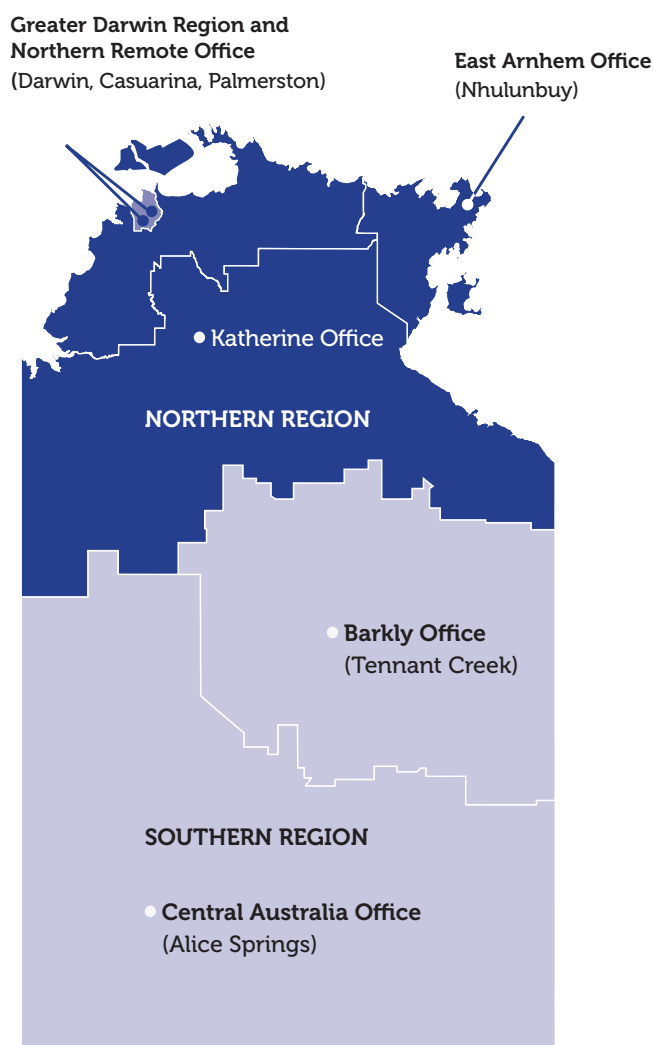 Greater Darwin Region and
Northern Remote Office
(Darwin, Casuarina, Palmerston)
East Arnhem Office
(Nhulunbuy)
Katherine Office
NORTHERN REGION
Barkly Office
(Tennant Creek)
SOUTHERN REGION
Central Australia Office
(Alice Springs)